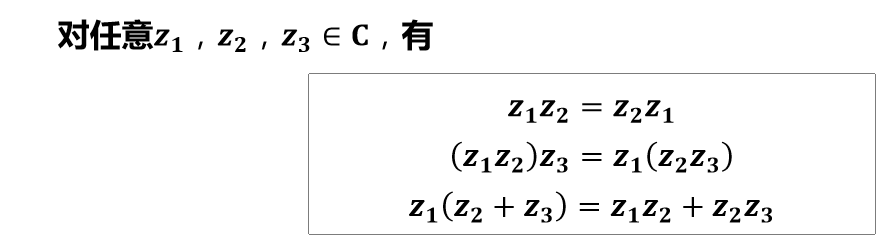 对任意z₁，z₂，z₃ ∈ C，有
z₁z₂ = z₂z₁
(z₁z₂)z₃ = z₁(z₂z₃)
z₁(z₂ + z₃) = z₁z₂ + z₂z₃